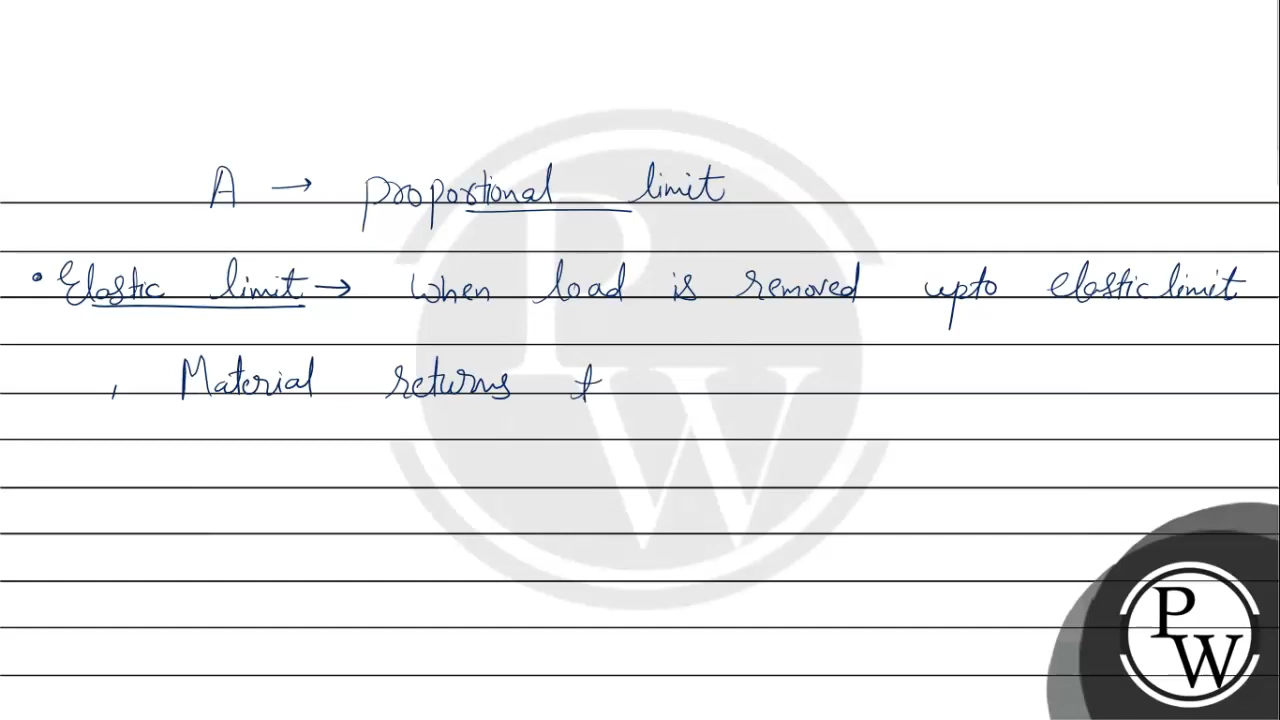 A → proportional limit
• Elastic limit → when load is removed upto elastic limit
, Material returns t
P
W
P
W